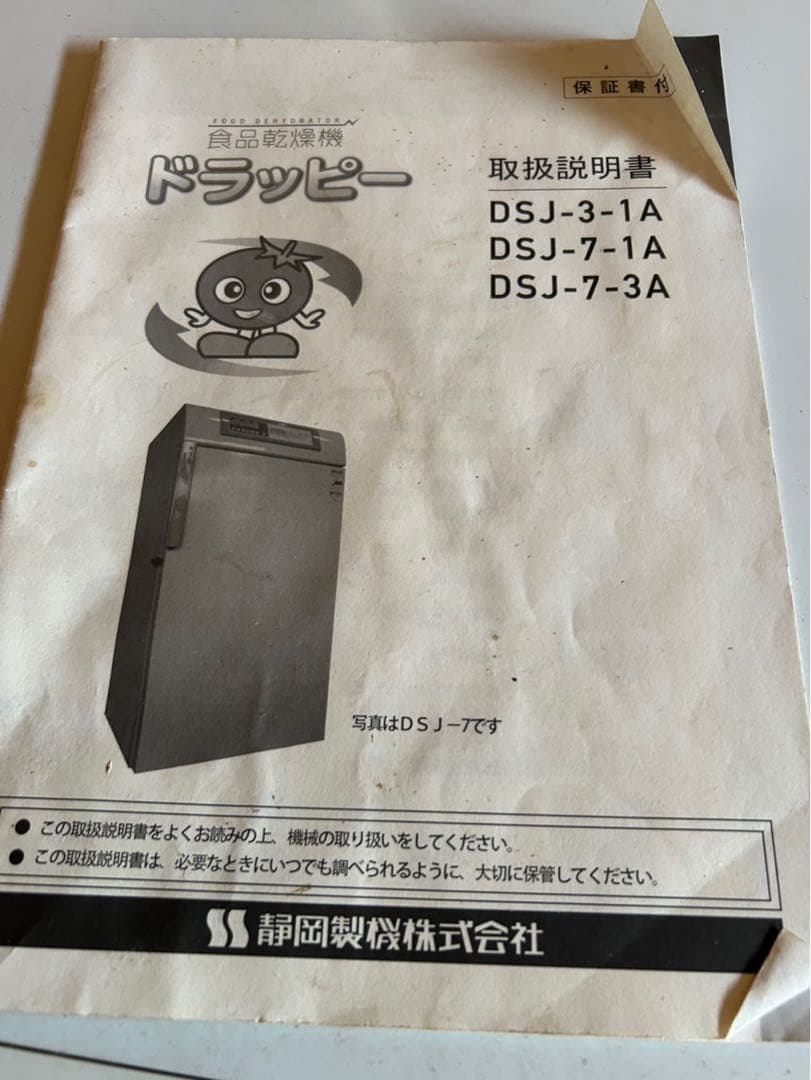 保証書付
FOOD DEHYDRATOR
食品乾燥機
ドラッピー
取扱説明書
DSJ-3-1A
DSJ-7-1A
DSJ-7-3A
写真はDSJ-7です
● この取扱説明書をよくお読みの上、機械の取り扱いをしてください。
● この取扱説明書は、必要なときにいつでも調べられるように、大切に保管してください。
静岡製機株式会社